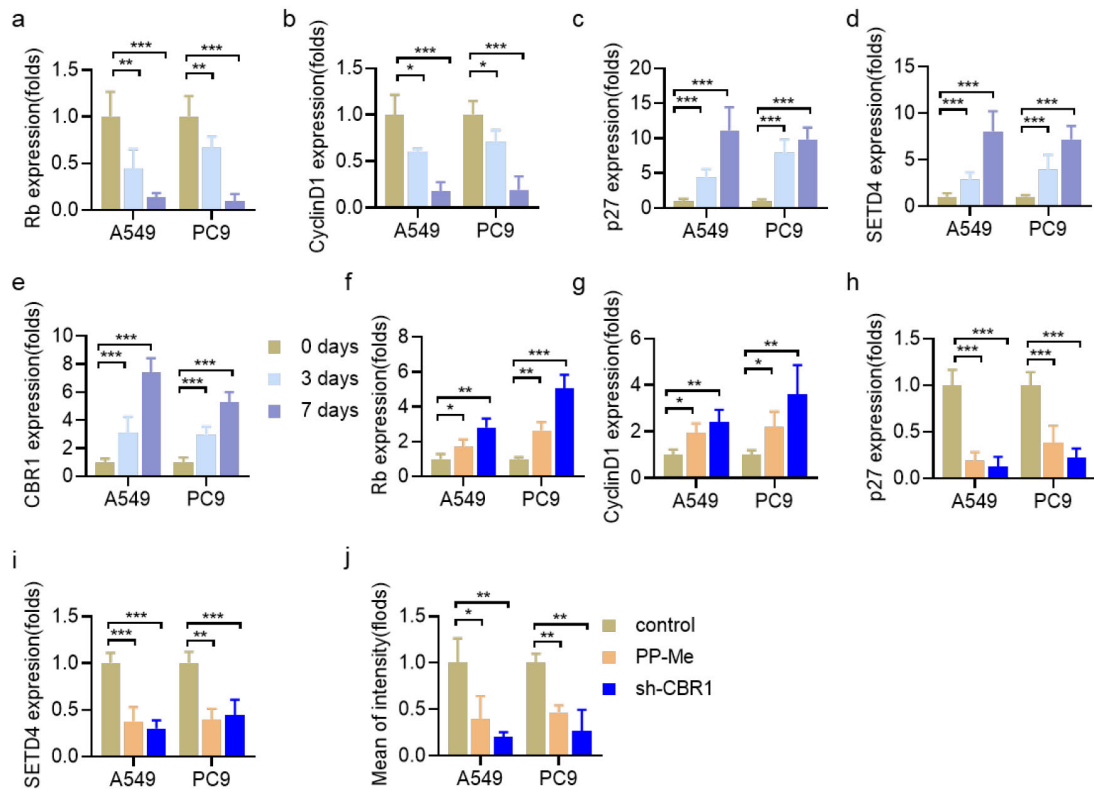 a
Rb expression(folds)
1.5
1.0
0.5
0.0
***
**
***
**
A549 PC9
b
CyclinD1 expression(folds)
1.5
1.0
0.5
0.0
***
*
***
*
A549 PC9
c
p27 expression(folds)
25
20
15
10
5
0
***
***
***
***
A549 PC9
d
SETD4 expression(folds)
15
10
5
0
***
***
***
***
A549 PC9
e
CBR1 expression(folds)
10
8
6
4
2
0
***
***
***
***
A549 PC9
0 days
3 days
7 days
f
Rb expression(folds)
8
6
4
2
0
**
*
***
**
A549 PC9
g
CyclinD1 expression(folds)
6
4
2
0
**
*
**
*
A549 PC9
h
p27 expression(folds)
1.5
1.0
0.5
0.0
***
***
***
***
A549 PC9
i
SETD4 expression(folds)
1.5
1.0
0.5
0.0
***
***
***
**
A549 PC9
j
Mean of intensity(flods)
1.5
1.0
0.5
0.0
**
*
**
**
A549 PC9
control
PP-Me
sh-CBR1